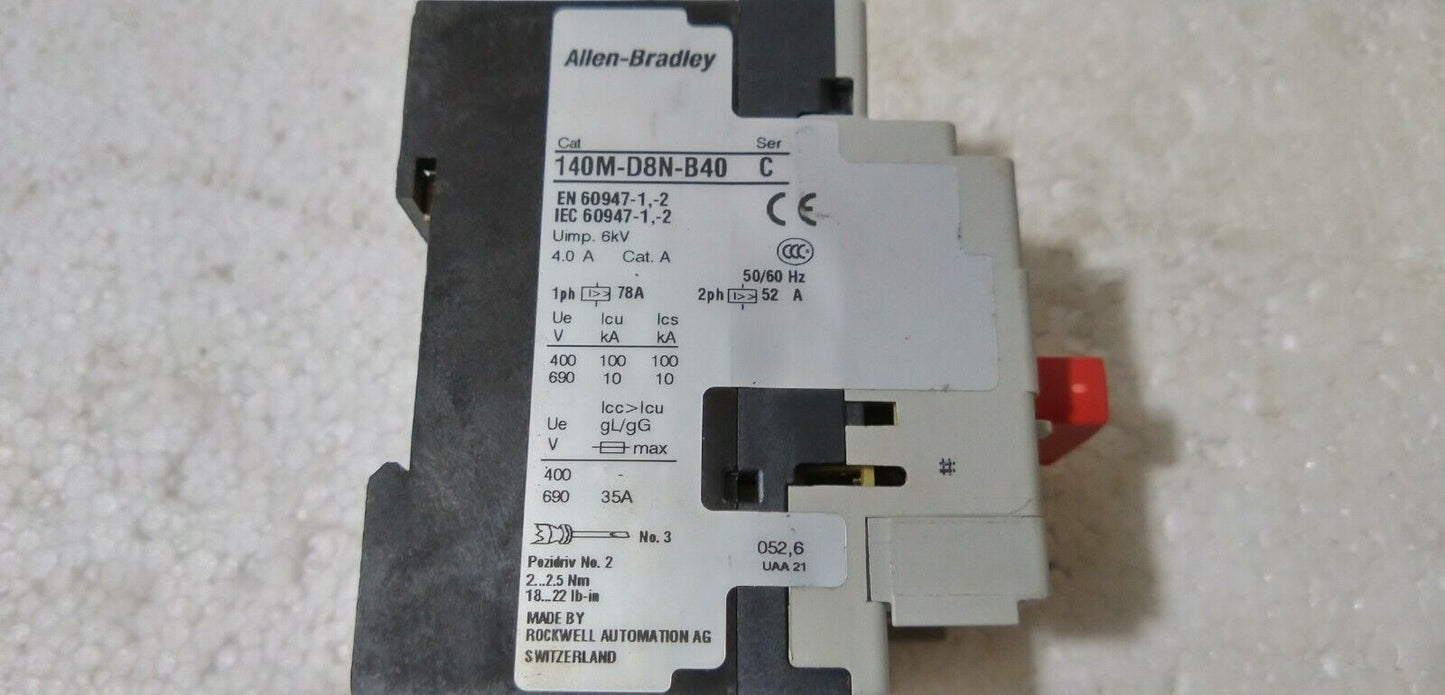 Allen-Bradley
Cat Ser
140M-D8N-B40 C
EN 60947-1,-2
IEC 60947-1,-2
CE
Uimp. 6kV
CCC
4.0 A Cat. A
50/60 Hz
1ph I>> 78A 2ph I>> 52 A
Ue Icu Ics
V kA kA
400 100 100
690 10 10
Icc>Icu
Ue gL/gG
V max
400 -
690 35A
#
No. 3
052,6
Pozidriv No. 2
UAA 21
2...2.5 Nm
18...22 lb-in
MADE BY
ROCKWELL AUTOMATION AG
SWITZERLAND